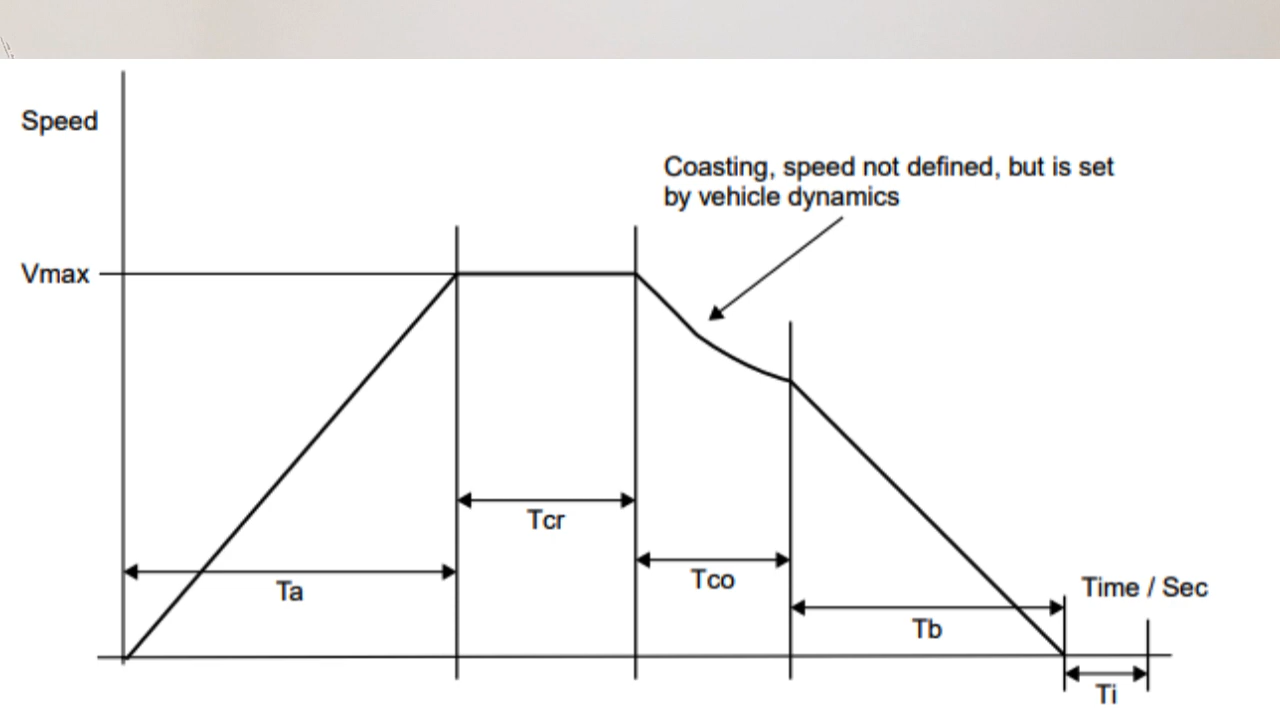 Speed
Coasting, speed not defined, but is set
by vehicle dynamics
Vmax
Tcr
Ta
Tco
Time / Sec
Tb
Ti